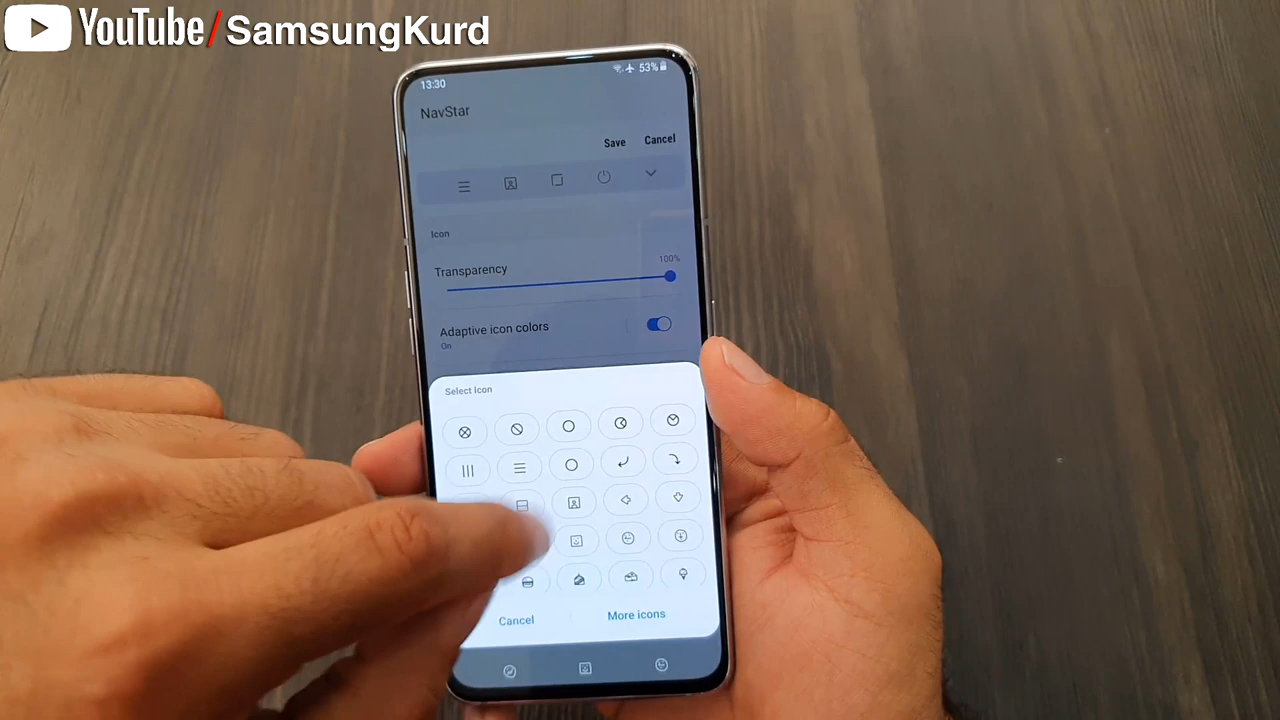 YouTube/SamsungKurd
13:30
53%
NavStar
Save Cancel
Icon
100%
Transparency
Adaptive icon colors
On
Select Icon
Cancel More icons